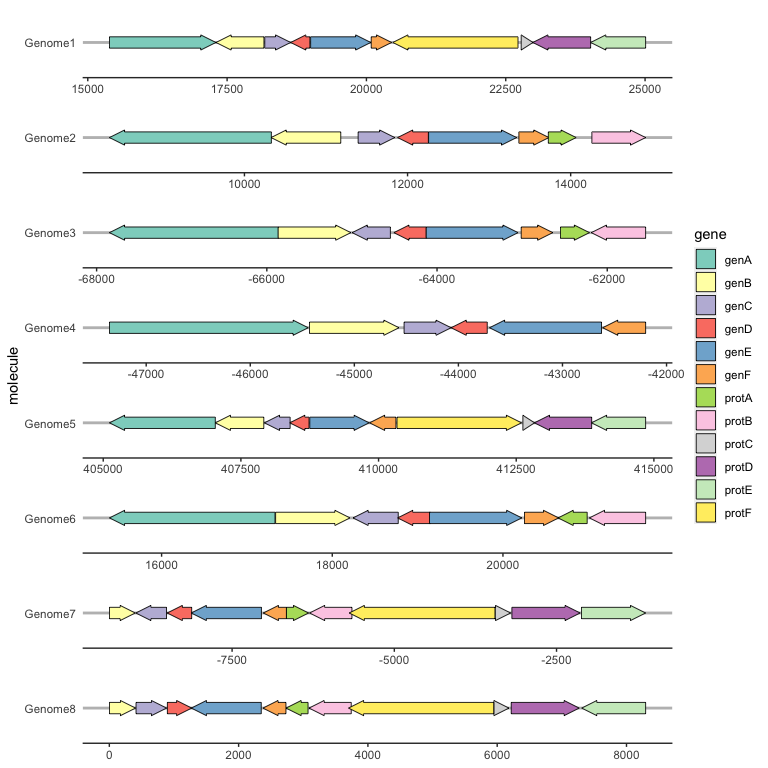 Genome1
15000 17500 20000 22500 25000
Genome2
10000 12000 14000
Genome3
-68000 -66000 -64000 -62000
Genome4
-47000 -46000 -45000 -44000 -43000 -42000
Genome5
405000 407500 410000 412500 415000
Genome6
16000 18000 20000
Genome7
-7500 -5000 -2500
Genome8
0 2000 4000 6000 8000
molecule
gene
genA
genB
genC
genD
genE
genF
protA
protB
protC
protD
protE
protF